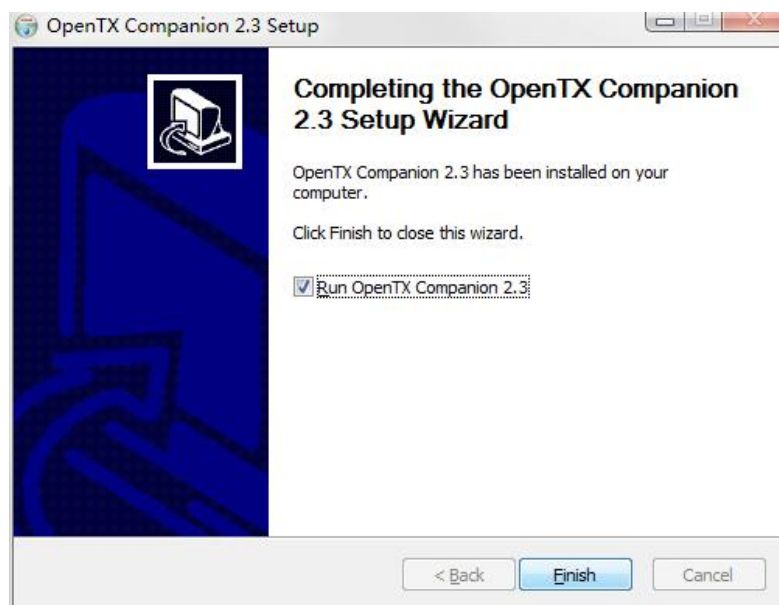 OpenTX Companion 2.3 Setup
Completing the OpenTX Companion
2.3 Setup Wizard
OpenTX Companion 2.3 has been installed on your
computer.
Click Finish to close this wizard.
Run OpenTX Companion 2.3
< Back Finish Cancel